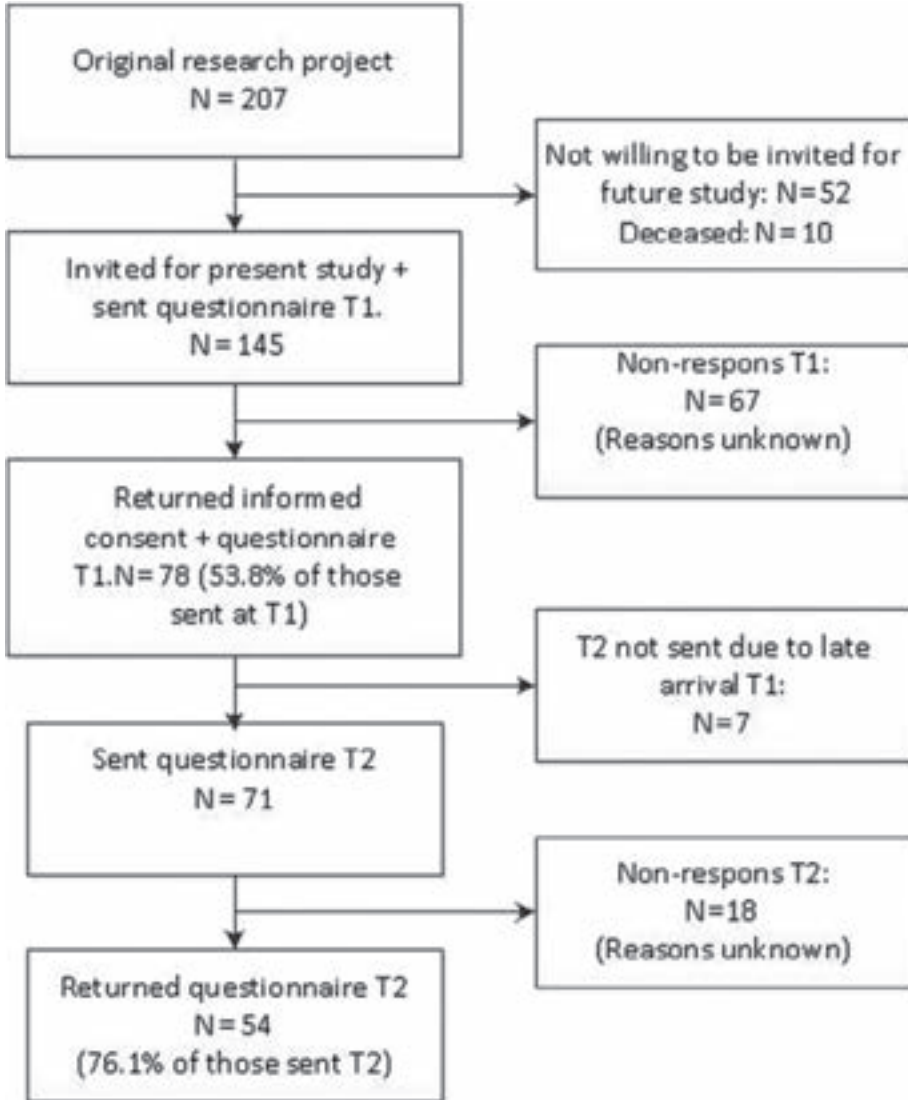 Original research project
N = 207
Not willing to be invited for
future study: N=52
Deceased: N= 10
Invited for present study +
sent questionnaire T1.
N= 145
Non-respons T1:
N=67
(Reasons unknown)
Returned informed
consent + questionnaire
T1.N= 78 (53.8% of those
sent at T1)
T2 not sent due to late
arrival T1:
N=7
Sent questionnaire T2
N= 71
Non-respons T2:
N=18
(Reasons unknown)
Returned questionnaire T2
N= 54
(76.1% of those sent T2)